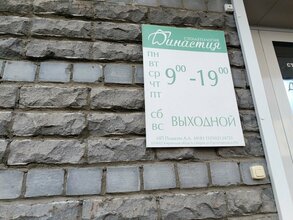 СТОМАТОЛОГИЯ
Династия
ПН
ВТ
СР 9⁰⁰ -19⁰⁰
ЧТ
ПТ
СБ ВЫХОДНОЙ
ВС